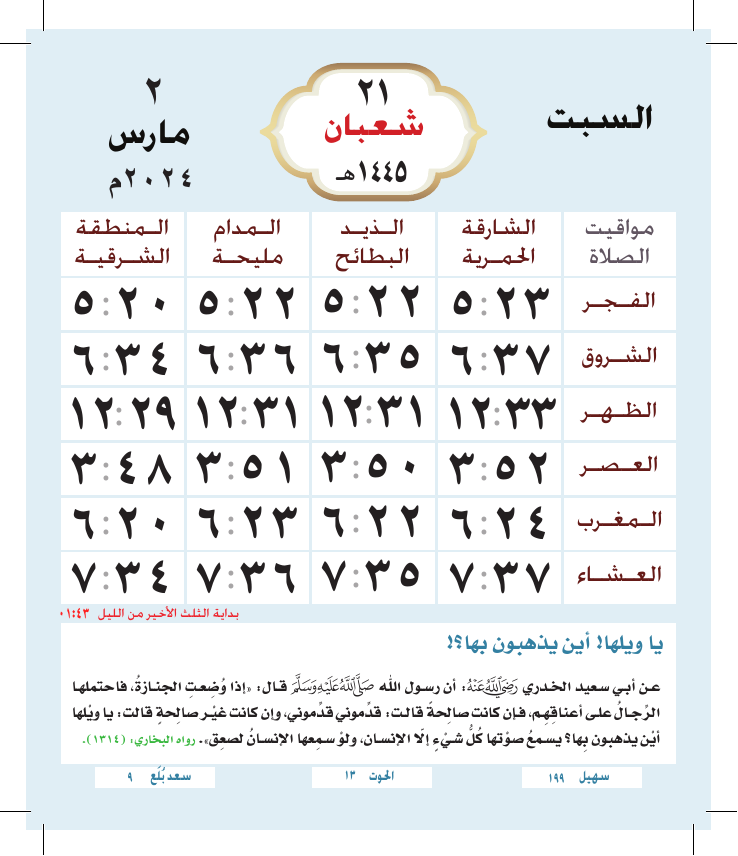 السبت
٢١
شعبان
١٤٤٥هـ
٢
مارس
٢٠٢٤م
مواقيت الصلاة | الشارقة الحمرية | الذيد البطائح | المدام مليحة | المنطقة الشرقية
الفجر ٥:٢٣ ٥:٢٢ ٥:٢٢ ٥:٢٠
الشروق ٦:٣٧ ٦:٣٥ ٦:٣٦ ٦:٣٤
الظهر ١٢:٣٣ ١٢:٣١ ١٢:٣١ ١٢:٢٩
العصر ٣:٥٢ ٣:٥٠ ٣:٥١ ٣:٤٨
المغرب ٦:٢٤ ٦:٢٢ ٦:٢٣ ٦:٢٠
العشاء ٧:٣٧ ٧:٣٥ ٧:٣٦ ٧:٣٤
بداية الثلث الأخير من الليل ٠١:٤٣
يا ويلها! أين يذهبون بها؟!
عن أبي سعيد الخدري رَضِيَ اللَّهُ عَنْهُ: أن رسول الله صَلَّى اللَّهُ عَلَيْهِ وَسَلَّمَ قال: «إذا وُضعتِ الجنازةُ، فاحتملها
الرِّجالُ على أعناقِهِم، فإن كانت صالحةً قالت: قدِّموني قدِّموني، وإن كانت غيْر صالحةٍ قالت: يا ويْلها
أيْن يذهبون بِها؟ يسمعُ صوْتها كُلُّ شيْءٍ إلَّا الإنسان، ولوْ سمِعها الإنسانُ لصعِق». رواه البخاري: (١٣١٤).
سهيل ١٩٩
الحوت ١٣
سعد بُلَع ٩